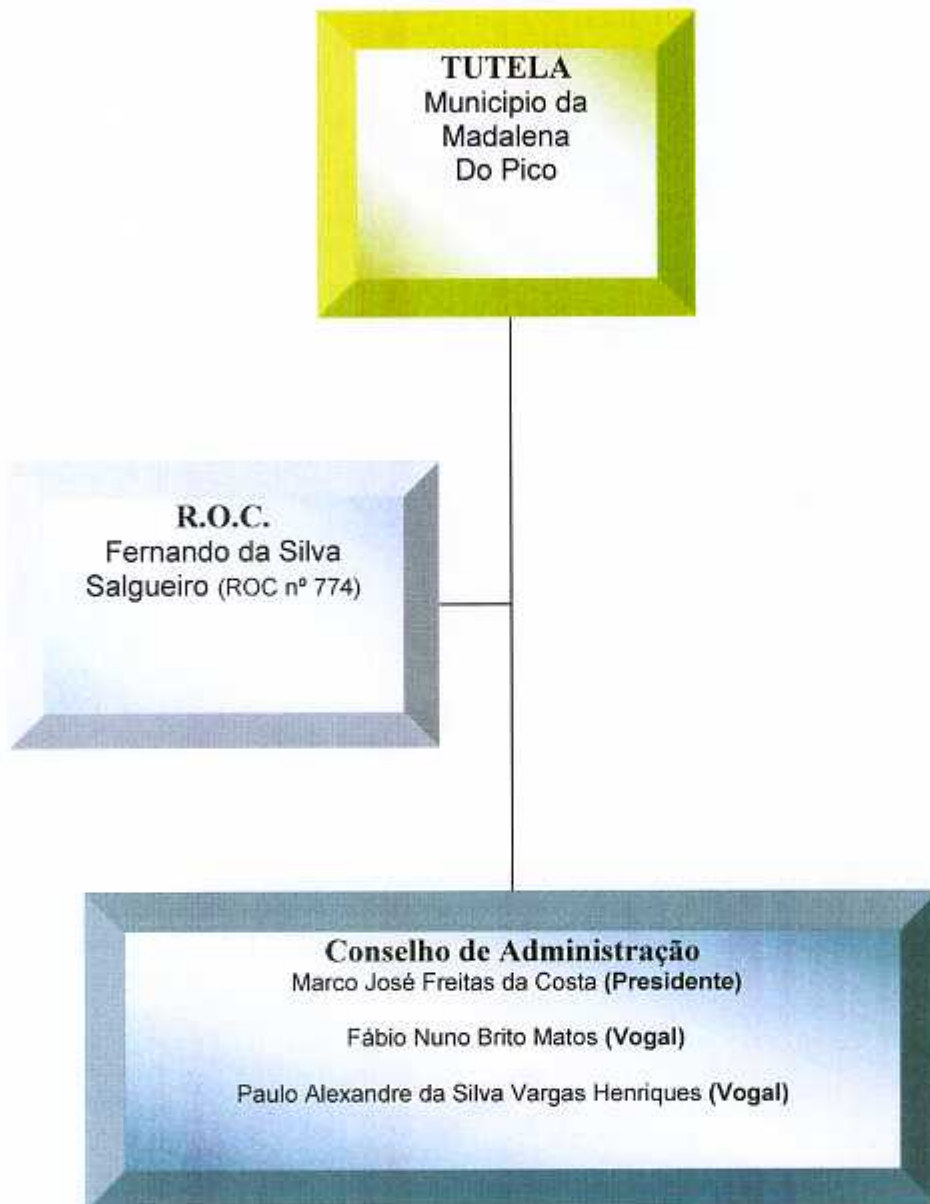 TUTELA
Municipio da
Madalena
Do Pico
R.O.C.
Fernando da Silva
Salgueiro (ROC nº 774)
Conselho de Administração
Marco José Freitas da Costa (Presidente)
Fábio Nuno Brito Matos (Vogal)
Paulo Alexandre da Silva Vargas Henriques (Vogal)